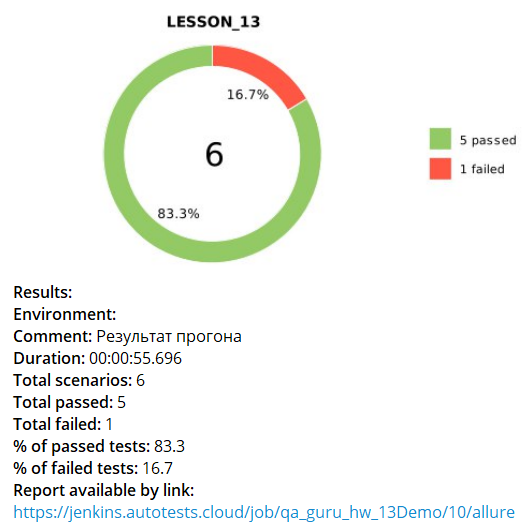 LESSON_13
16.7%
5 passed
6
1 failed
83.3%
Results:
Environment:
Comment: Результат прогона
Duration: 00:00:55.696
Total scenarios: 6
Total passed: 5
Total failed: 1
% of passed tests: 83.3
% of failed tests: 16.7
Report available by link:
https://jenkins.autotests.cloud/job/qa_guru_hw_13Demo/10/allure